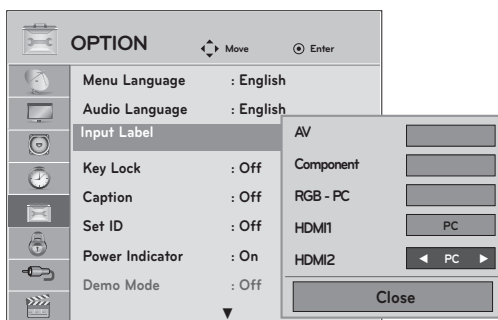 OPTION
Move
Enter
Menu Language : English
Audio Language : English
Input Label
Key Lock : Off
Caption : Off
Set ID : Off
Power Indicator : On
Demo Mode : Off
▼
AV
Component
RGB - PC
HDMI1 PC
HDMI2 ◀ PC ▶
Close